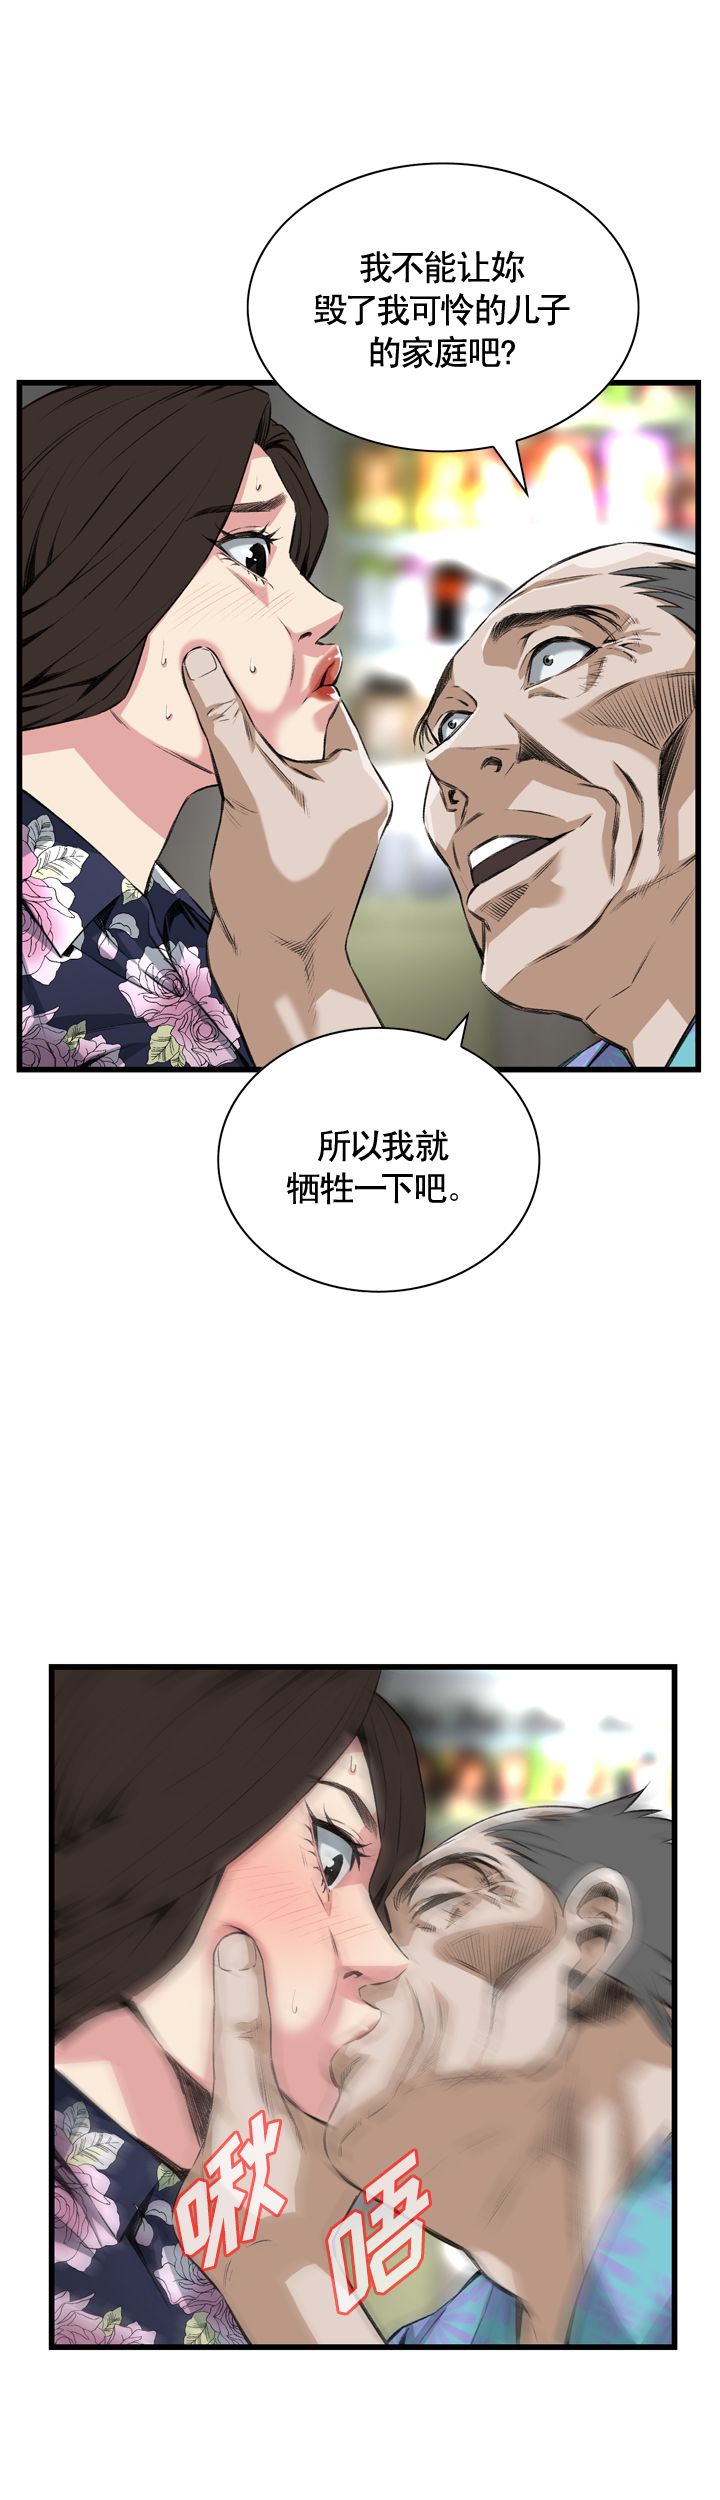 我不能让妳
毁了我可怜的儿子
的家庭吧?
所以我就
牺牲一下吧。
啾
唔